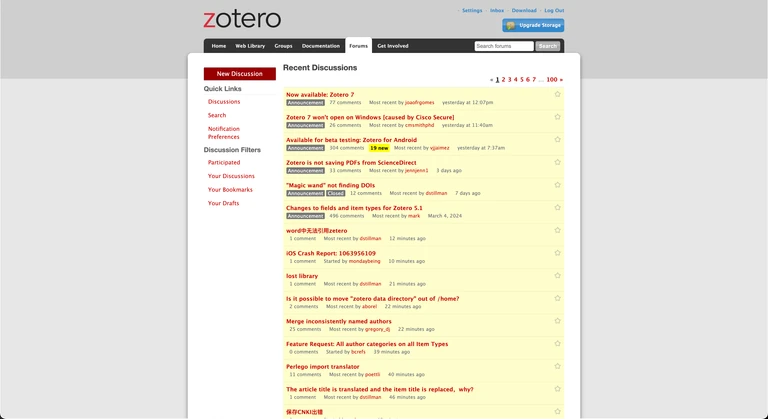 zotero
Settings · Inbox · Download · Log Out
Upgrade Storage
Home Web Library Groups Documentation Forums Get Involved Search forums Search
New Discussion
Quick Links
Discussions
Search
Notification
Preferences
Discussion Filters
Participated
Your Discussions
Your Bookmarks
Your Drafts
Recent Discussions
« 1 2 3 4 5 6 7 … 100 »
Now available: Zotero 7
Announcement 77 comments Most recent by joaofrgomes yesterday at 12:07pm
Zotero 7 won't open on Windows [caused by Cisco Secure]
Announcement 26 comments Most recent by cmsmithphd yesterday at 11:40am
Available for beta testing: Zotero for Android
Announcement 304 comments 19 new Most recent by vjjaimez yesterday at 7:37am
Zotero is not saving PDFs from ScienceDirect
Announcement 33 comments Most recent by jennjenn1 3 days ago
"Magic wand" not finding DOIs
Announcement Closed 12 comments Most recent by dstillman 7 days ago
Changes to fields and item types for Zotero 5.1
Announcement 496 comments Most recent by mark March 4, 2024
word中无法引用zetero
1 comment Most recent by dstillman 12 minutes ago
iOS Crash Report: 1063956109
1 comment Started by mondaybeing 10 minutes ago
lost library
1 comment Most recent by dstillman 21 minutes ago
Is it possible to move "zotero data directory" out of /home?
2 comments Most recent by aborel 22 minutes ago
Merge inconsistently named authors
25 comments Most recent by gregory_dj 22 minutes ago
Feature Request: All author categories on all Item Types
0 comments Started by bcrefs 39 minutes ago
Perlego import translator
11 comments Most recent by poettli 40 minutes ago
The article title is translated and the item title is replaced, why?
1 comment Most recent by dstillman 46 minutes ago
保存CNKI出错